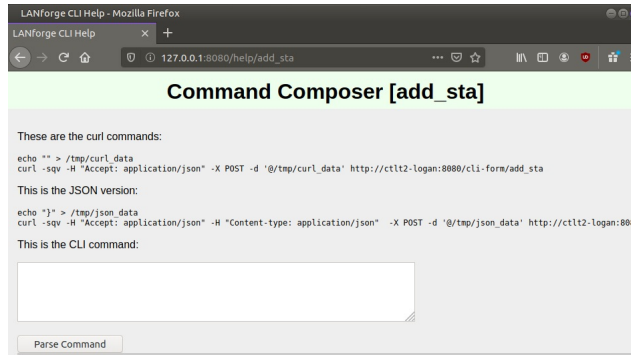 LANforge CLI Help - Mozilla Firefox
LANforge CLI Help × +
127.0.0.1:8080/help/add_sta
Command Composer [add_sta]
These are the curl commands:
echo "" > /tmp/curl_data
curl -sqv -H "Accept: application/json" -X POST -d '@/tmp/curl_data' http://ctlt2-logan:8080/cli-form/add_sta
This is the JSON version:
echo "}" > /tmp/json_data
curl -sqv -H "Accept: application/json" -H "Content-type: application/json"  -X POST -d '@/tmp/json_data' http://ctlt2-logan:80
This is the CLI command:
Parse Command